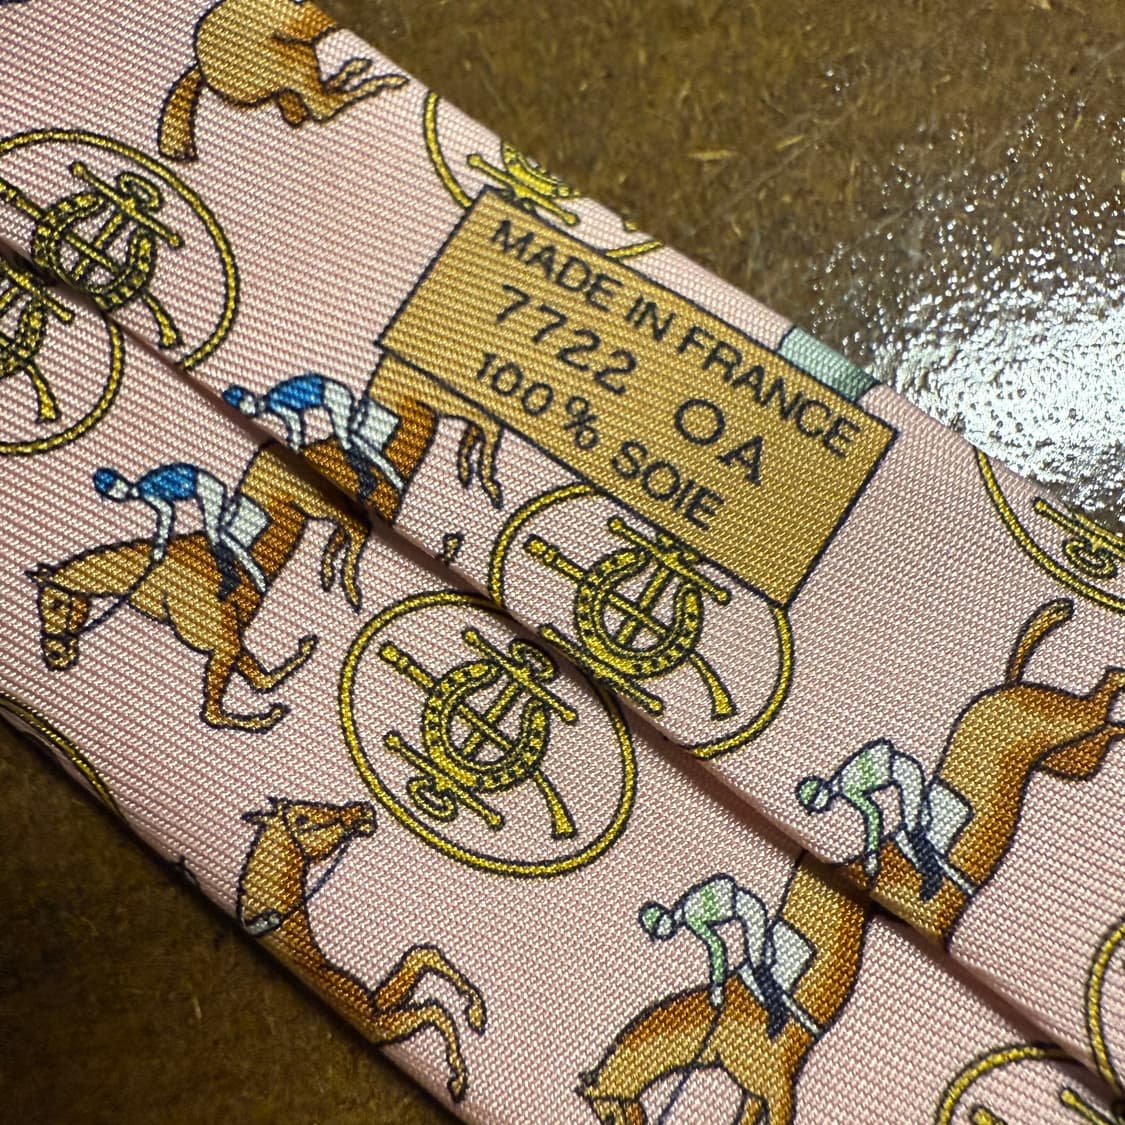 MADE IN FRANCE
7722 OA
100% SOIE